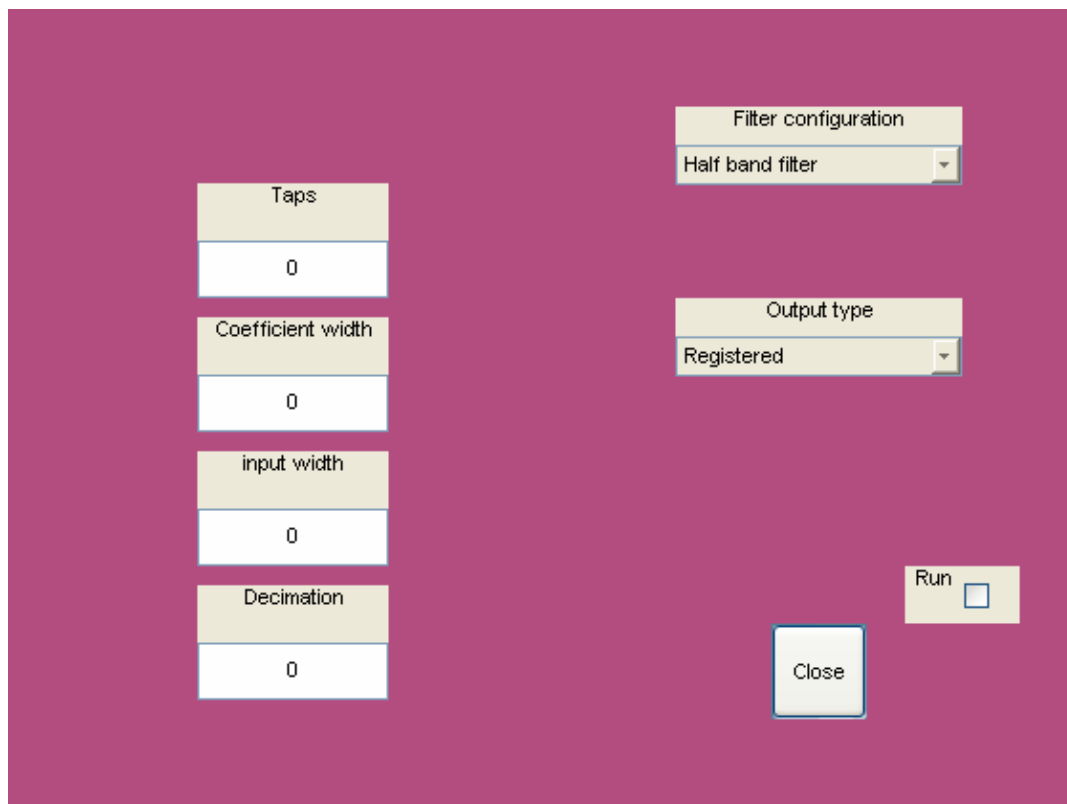 Taps
0
Coefficient width
0
input width
0
Decimation
0
Filter configuration
Half band filter
Output type
Registered
Run
Close